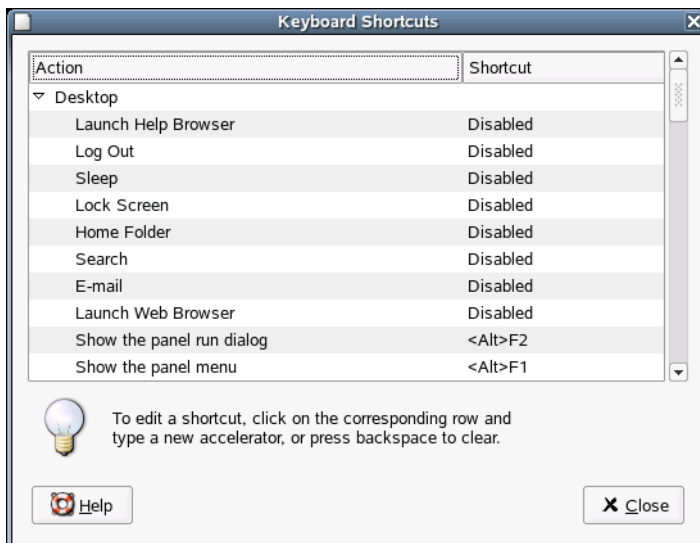 Keyboard Shortcuts
Action Shortcut
Desktop
Launch Help Browser Disabled
Log Out Disabled
Sleep Disabled
Lock Screen Disabled
Home Folder Disabled
Search Disabled
E-mail Disabled
Launch Web Browser Disabled
Show the panel run dialog <Alt>F2
Show the panel menu <Alt>F1
To edit a shortcut, click on the corresponding row and
type a new accelerator, or press backspace to clear.
Help Close